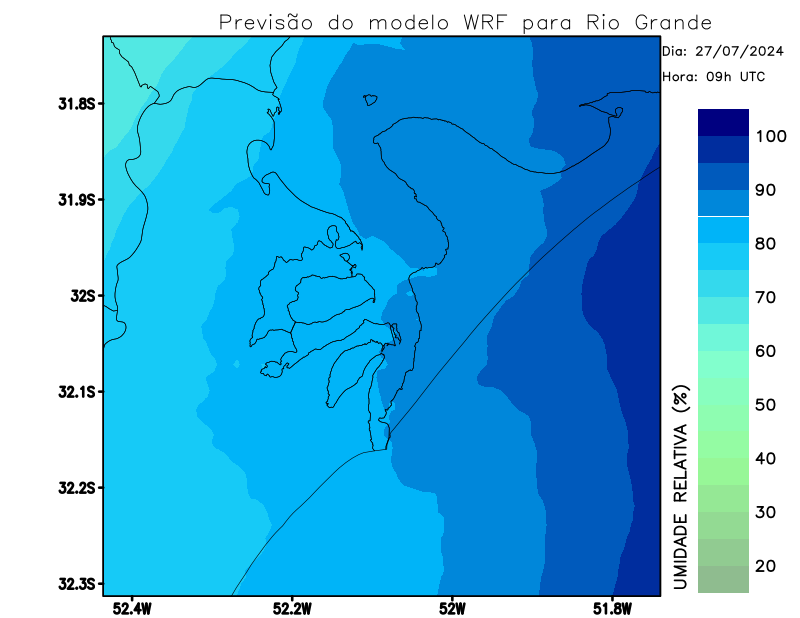 Previsão do modelo WRF para Rio Grande
Dia: 27/07/2024
Hora: 09h UTC
31.8S
31.9S
32S
32.1S
32.2S
32.3S
52.4W
52.2W
52W
51.8W
100
90
80
70
60
50
40
30
20
UMIDADE RELATIVA (%)